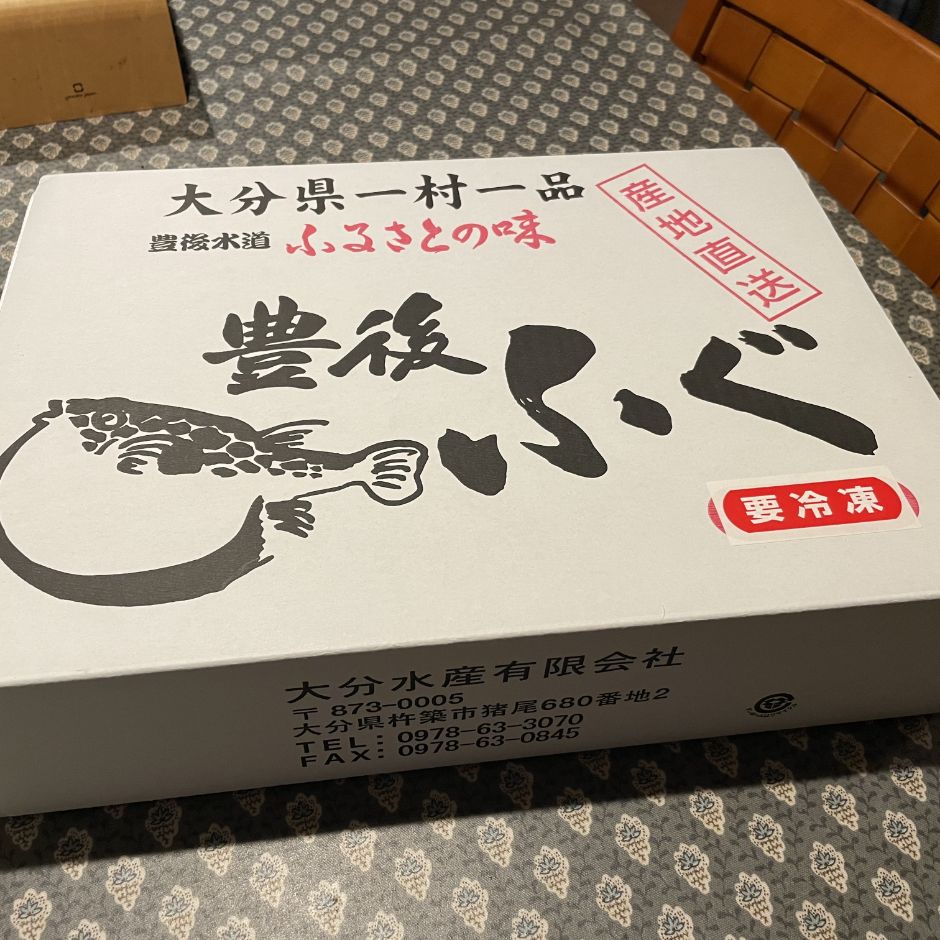 大分県一村一品
豊後水道 ふるさとの味
産地直送
豊後ふぐ
要冷凍
大分水産有限会社
〒873-0005
大分県杵築市猪尾680番地2
TEL:0978-63-3070
FAX:0978-63-0845